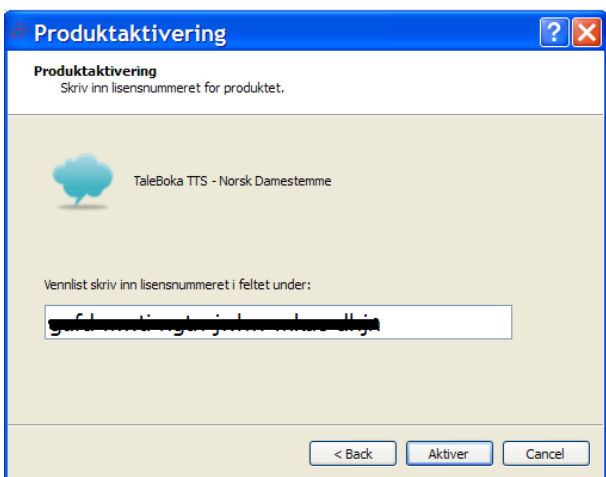 Produktaktivering
Produktaktivering
Skriv inn lisensnummeret for produktet.
TaleBoka TTS - Norsk Damestemme
Vennlist skriv inn lisensnummeret i feltet under:
< Back
Aktiver
Cancel